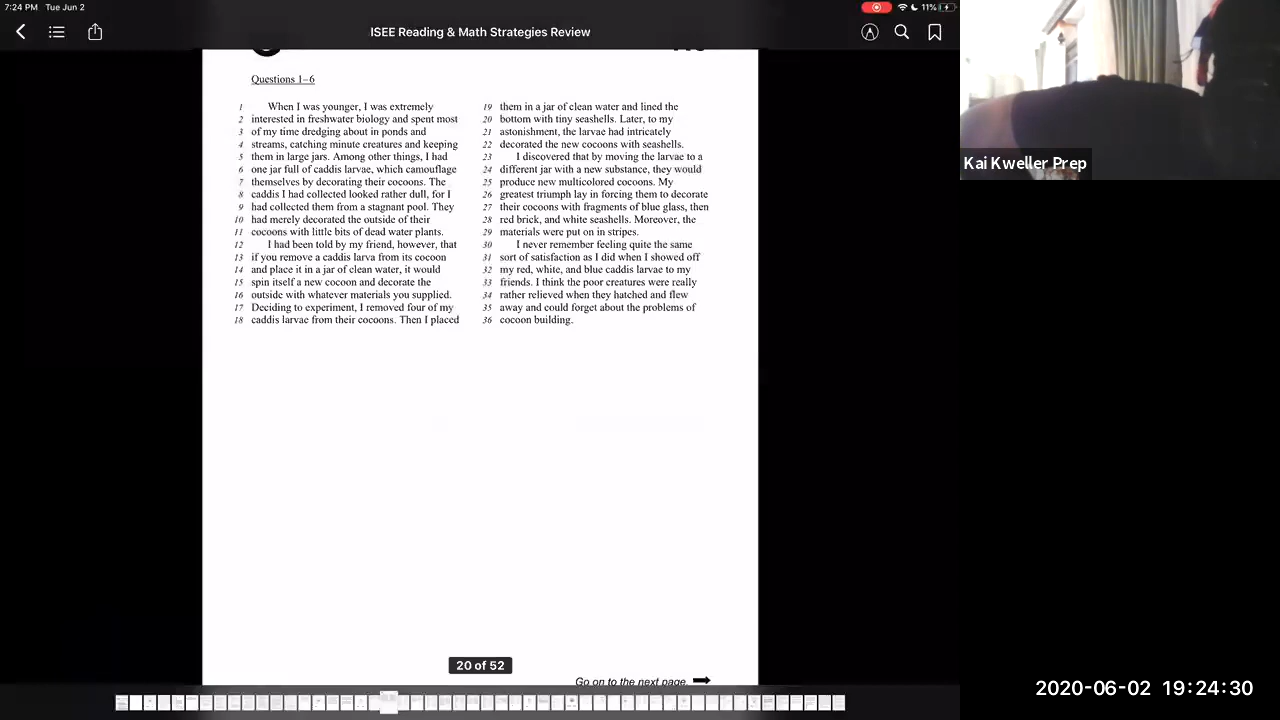 7:24 PM Tue Jun 2
11%
ISEE Reading & Math Strategies Review
Questions 1–6
1 When I was younger, I was extremely
2 interested in freshwater biology and spent most
3 of my time dredging about in ponds and
4 streams, catching minute creatures and keeping
5 them in large jars. Among other things, I had
6 one jar full of caddis larvae, which camouflage
7 themselves by decorating their cocoons. The
8 caddis I had collected looked rather dull, for I
9 had collected them from a stagnant pool. They
10 had merely decorated the outside of their
11 cocoons with little bits of dead water plants.
12 I had been told by my friend, however, that
13 if you remove a caddis larva from its cocoon
14 and place it in a jar of clean water, it would
15 spin itself a new cocoon and decorate the
16 outside with whatever materials you supplied.
17 Deciding to experiment, I removed four of my
18 caddis larvae from their cocoons. Then I placed
19 them in a jar of clean water and lined the
20 bottom with tiny seashells. Later, to my
21 astonishment, the larvae had intricately
22 decorated the new cocoons with seashells.
23 I discovered that by moving the larvae to a
24 different jar with a new substance, they would
25 produce new multicolored cocoons. My
26 greatest triumph lay in forcing them to decorate
27 their cocoons with fragments of blue glass, then
28 red brick, and white seashells. Moreover, the
29 materials were put on in stripes.
30 I never remember feeling quite the same
31 sort of satisfaction as I did when I showed off
32 my red, white, and blue caddis larvae to my
33 friends. I think the poor creatures were really
34 rather relieved when they hatched and flew
35 away and could forget about the problems of
36 cocoon building.
20 of 52
Go on to the next page.
Kai Kweller Prep
2020-06-02 19:24:30